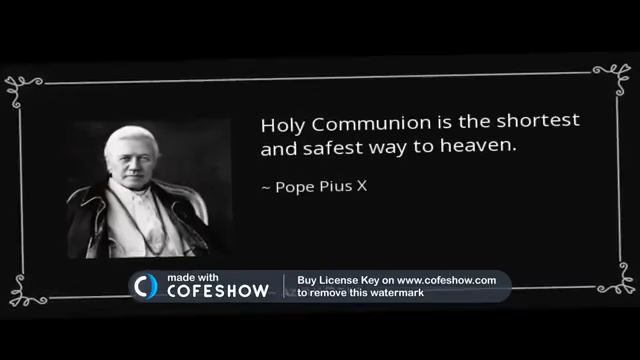 Holy Communion is the shortest
and safest way to heaven.
~ Pope Pius X
made with
COFESHOW
Buy License Key on www.cofeshow.com
to remove this watermark